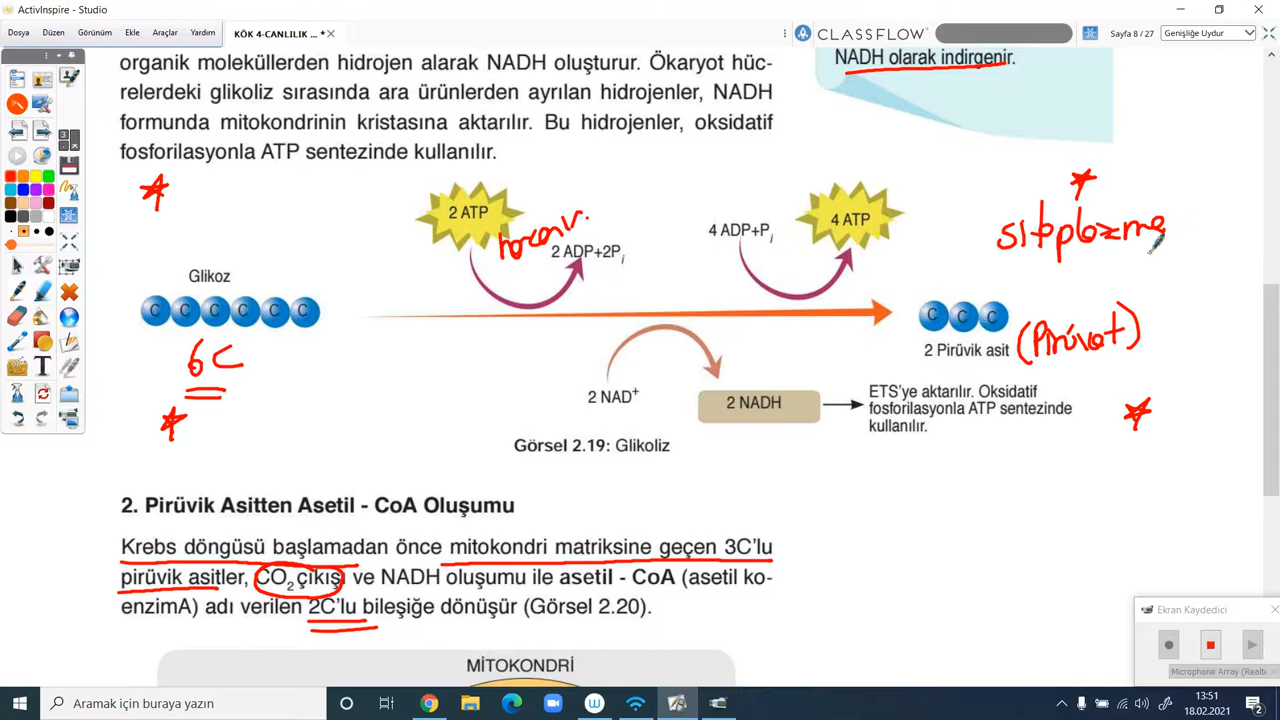 ActivInspire - Studio
Dosya Düzen Görünüm Ekle Araçlar Yardım
KÖK 4-CANLILIK ...*
CLASSFLOW
Sayfa 8 / 27
Genişliğe Uydur
organik moleküllerden hidrojen alarak NADH oluşturur. Ökaryot hüc-
relerdeki glikoliz sırasında ara ürünlerden ayrılan hidrojenler, NADH
formunda mitokondrinin kristasına aktarılır. Bu hidrojenler, oksidatif
fosforilasyonla ATP sentezinde kullanılır.
NADH olarak indirgenir.
2 ATP
harcanır.
2 ADP+2Pi
4 ADP+Pi
4 ATP
sitoplazma
Glikoz
C C C C C C
6C
C C C
2 Pirüvik asit
(Pirüvat)
2 NAD+
2 NADH
ETS'ye aktarılır. Oksidatif
fosforilasyonla ATP sentezinde
kullanılır.
Görsel 2.19: Glikoliz
2. Pirüvik Asitten Asetil - CoA Oluşumu
Krebs döngüsü başlamadan önce mitokondri matriksine geçen 3C'lu
pirüvik asitler, CO2 çıkışı ve NADH oluşumu ile asetil - CoA (asetil ko-
enzimA) adı verilen 2C'lu bileşiğe dönüşür (Görsel 2.20).
MİTOKONDRİ
Ekran Kaydedici
Microphone Array (Realt
Aramak için buraya yazın
13:51
18.02.2021
2